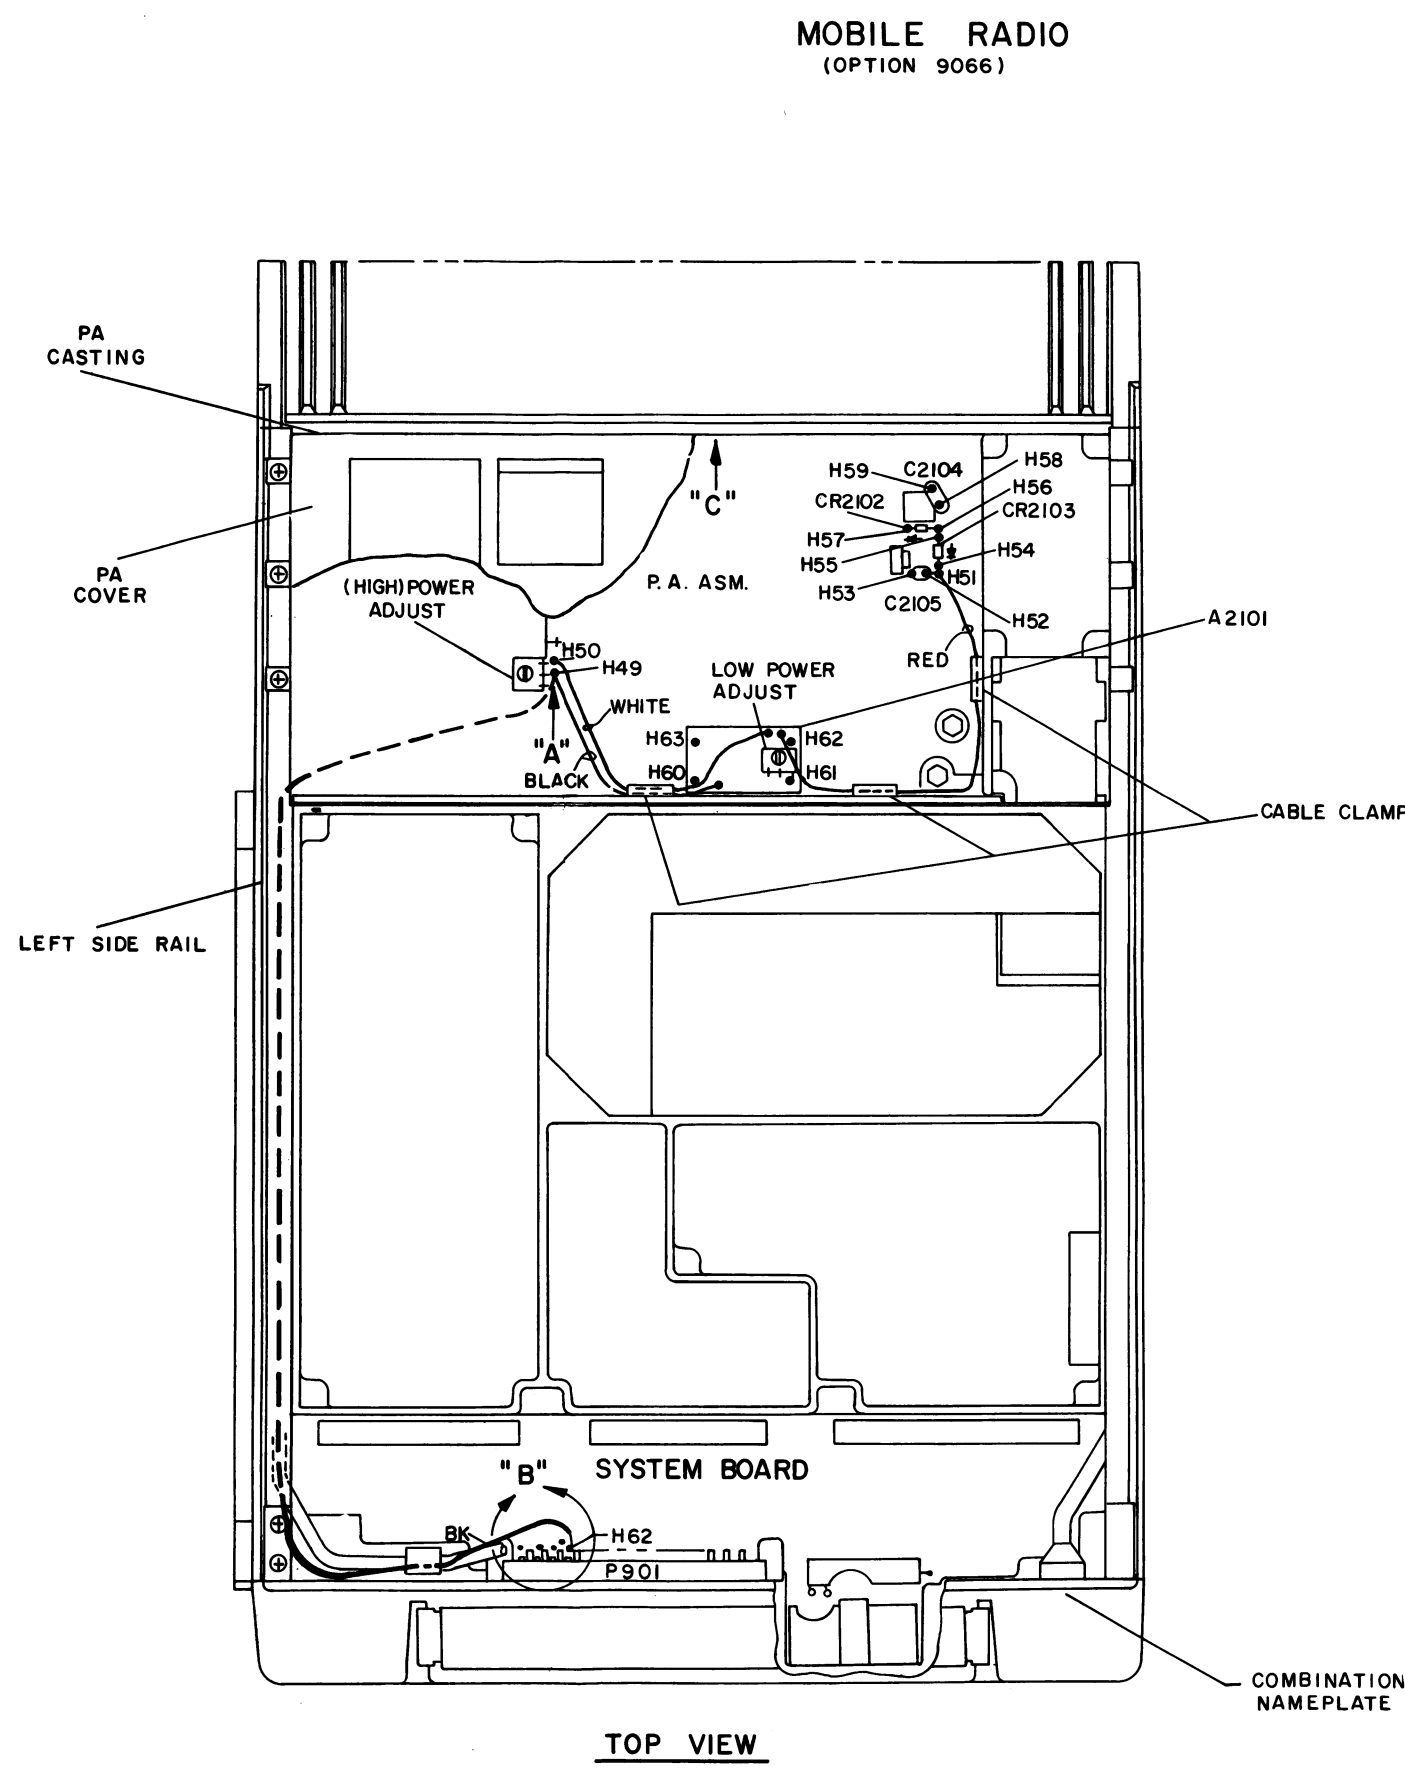 MOBILE RADIO
(OPTION 9066)
PA
CASTING
PA
COVER
(HIGH) POWER
ADJUST
"C"
P.A. ASM.
H59
C2104
H58
H56
CR2102
CR2103
H57
H55
H54
H53
H51
C2105
H52
A2101
RED
H50
H49
LOW POWER
ADJUST
WHITE
"A"
BLACK
H63
H62
H60
H61
CABLE CLAMP
LEFT SIDE RAIL
"B"
SYSTEM BOARD
BK
H62
P901
COMBINATION
NAMEPLATE
TOP VIEW